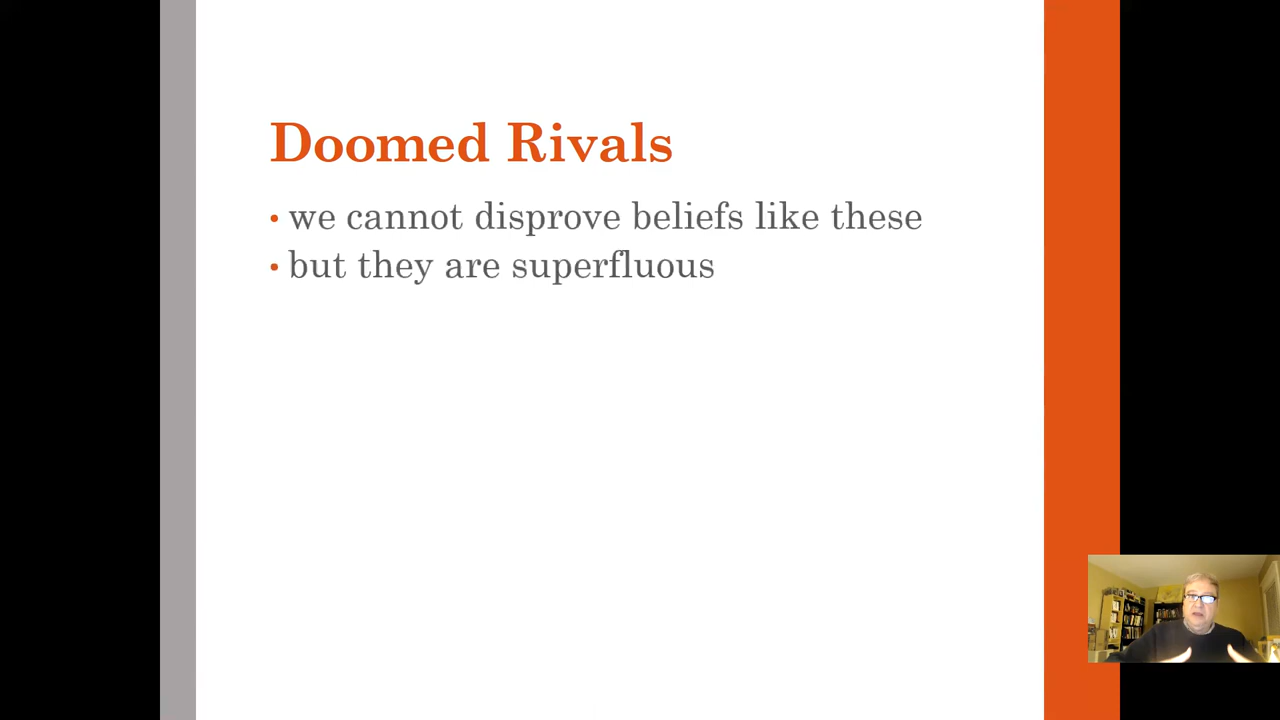 Doomed Rivals
• we cannot disprove beliefs like these
• but they are superfluous